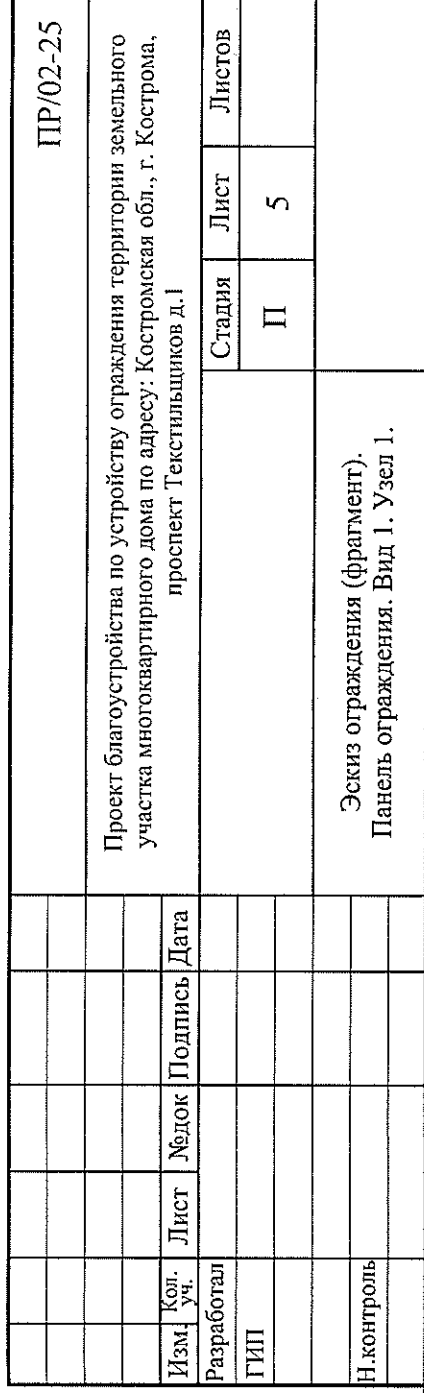 ПР/02-25
Проект благоустройства по устройству ограждения территории земельного
участка многоквартирного дома по адресу: Костромская обл., г. Кострома,
проспект Текстильщиков д.1
Изм. Кол. уч. Лист №док Подпись Дата
Разработал
ГИП
Н.контроль
Стадия Лист Листов
П 5
Эскиз ограждения (фрагмент).
Панель ограждения. Вид 1. Узел 1.